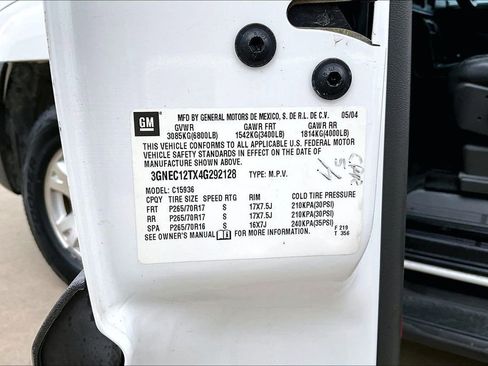 GM
MFD BY GENERAL MOTORS DE MEXICO, S. DE R.L. DE C.V. 05/04
GVWR GAWR FRT GAWR RR
3085KG(6800LB) 1542KG(3400LB) 1814KG(4000LB)
THIS VEHICLE CONFORMS TO ALL APPLICABLE U.S. FEDERAL MOTOR
VEHICLE SAFETY STANDARDS IN EFFECT ON THE DATE OF
MANUFACTURE SHOWN ABOVE.
3GNEC12TX4G292128 TYPE: M.P.V.
MODEL: C15936
CPQY TIRE SIZE SPEED RTG RIM COLD TIRE PRESSURE
FRT P265/70R17 S 17X7.5J 210KPA(30PSI)
RR P265/70R17 S 17X7.5J 210KPA(30PSI)
SPA P265/70R16 S 16X7J 240KPA(35PSI)
SEE OWNER'S MANUAL FOR MORE INFORMATION. F 219
T 356